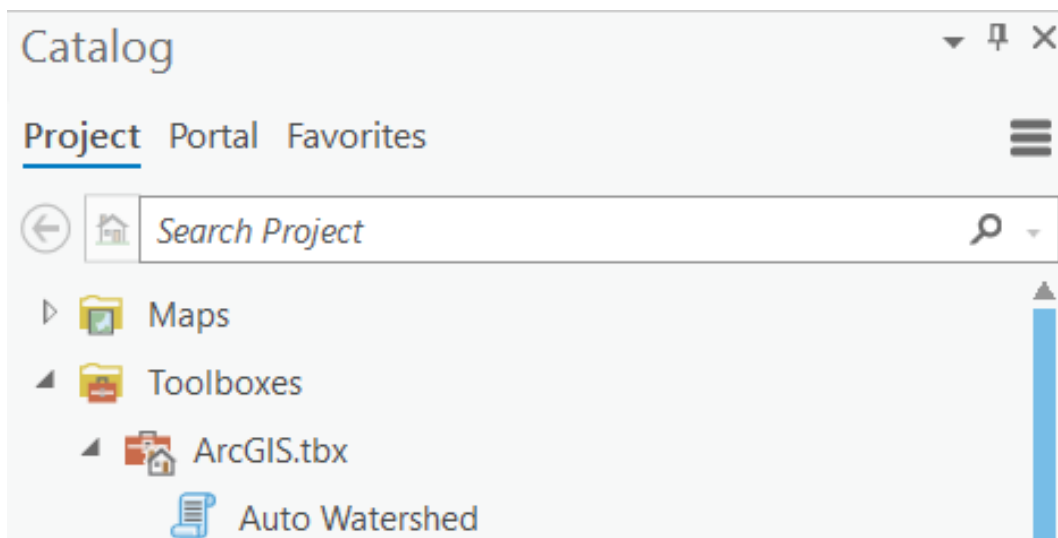 Catalog
Project Portal Favorites
Search Project
Maps
Toolboxes
ArcGIS.tbx
Auto Watershed